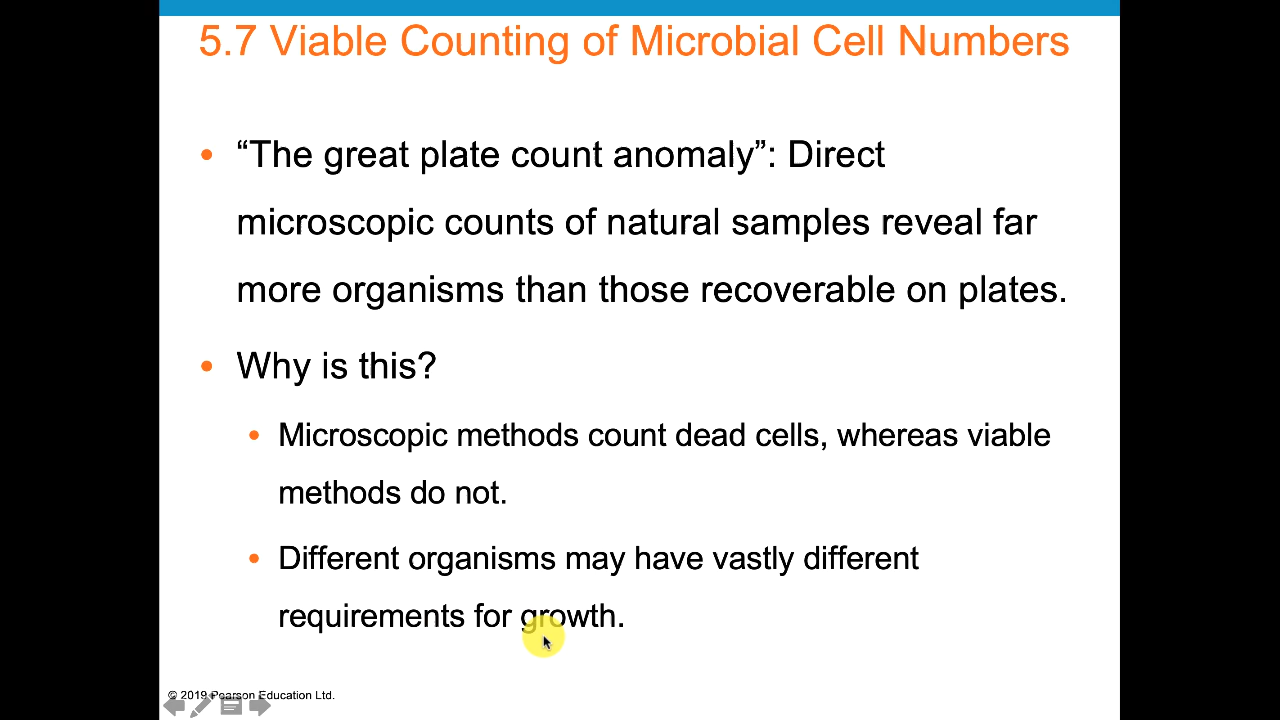 5.7 Viable Counting of Microbial Cell Numbers
• “The great plate count anomaly”: Direct
microscopic counts of natural samples reveal far
more organisms than those recoverable on plates.
• Why is this?
• Microscopic methods count dead cells, whereas viable
methods do not.
• Different organisms may have vastly different
requirements for growth.
© 2019 Pearson Education Ltd.